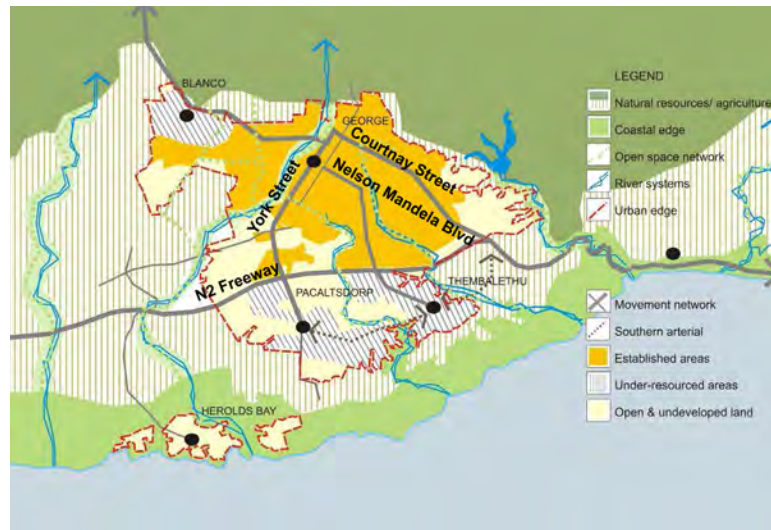 BLANCO
GEORGE
Courtnay Street
Nelson Mandela Blvd
York Street
N2 Freeway
PACALTSDORP
THEMBALETHU
HEROLDS BAY
LEGEND
Natural resources/ agriculture
Coastal edge
Open space network
River systems
Urban edge
Movement network
Southern arterial
Established areas
Under-resourced areas
Open & undeveloped land